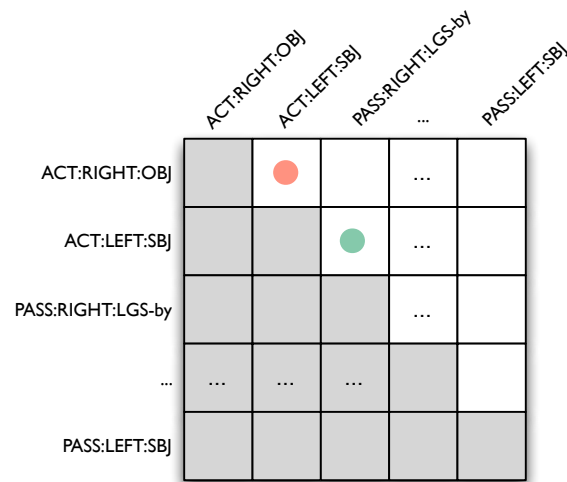 ACT:RIGHT:OBJ
ACT:LEFT:SBJ
PASS:RIGHT:LGS-by
...
PASS:LEFT:SBJ
ACT:RIGHT:OBJ
...
ACT:LEFT:SBJ
...
PASS:RIGHT:LGS-by
...
... ... ... ...
PASS:LEFT:SBJ